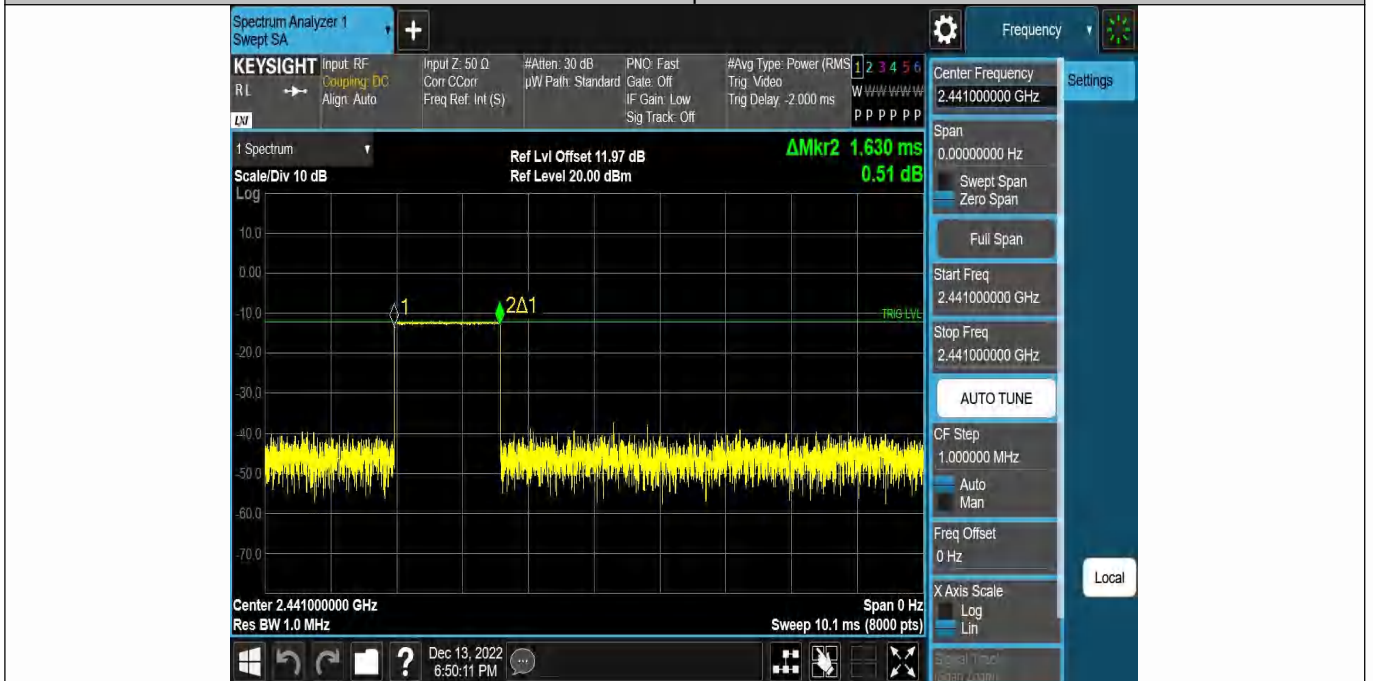 Spectrum Analyzer 1
Swept SA
+
Frequency
KEYSIGHT
RL
LXI
Input: RF
Coupling: DC
Align: Auto
Input Z: 50 Ω
Corr CCorr
Freq Ref: Int (S)
#Atten: 30 dB
µW Path: Standard
PNO: Fast
Gate: Off
IF Gain: Low
Sig Track: Off
#Avg Type: Power (RMS
Trig: Video
Trig Delay: -2.000 ms
1 2 3 4 5 6
W W W W W W
P P P P P P
1 Spectrum
Scale/Div 10 dB
Log
Ref Lvl Offset 11.97 dB
Ref Level 20.00 dBm
ΔMkr2 1.630 ms
0.51 dB
10.0
0.00
-10.0
-20.0
-30.0
-40.0
-50.0
-60.0
-70.0
1
2Δ1
TRIG LVL
Center 2.441000000 GHz
Res BW 1.0 MHz
Span 0 Hz
Sweep 10.1 ms (8000 pts)
?
Dec 13, 2022
6:50:11 PM
Center Frequency
2.441000000 GHz
Settings
Span
0.00000000 Hz
Swept Span
Zero Span
Full Span
Start Freq
2.441000000 GHz
Stop Freq
2.441000000 GHz
AUTO TUNE
CF Step
1.000000 MHz
Auto
Man
Freq Offset
0 Hz
X Axis Scale
Log
Lin
Local
Signal Track
(Span Zoom)